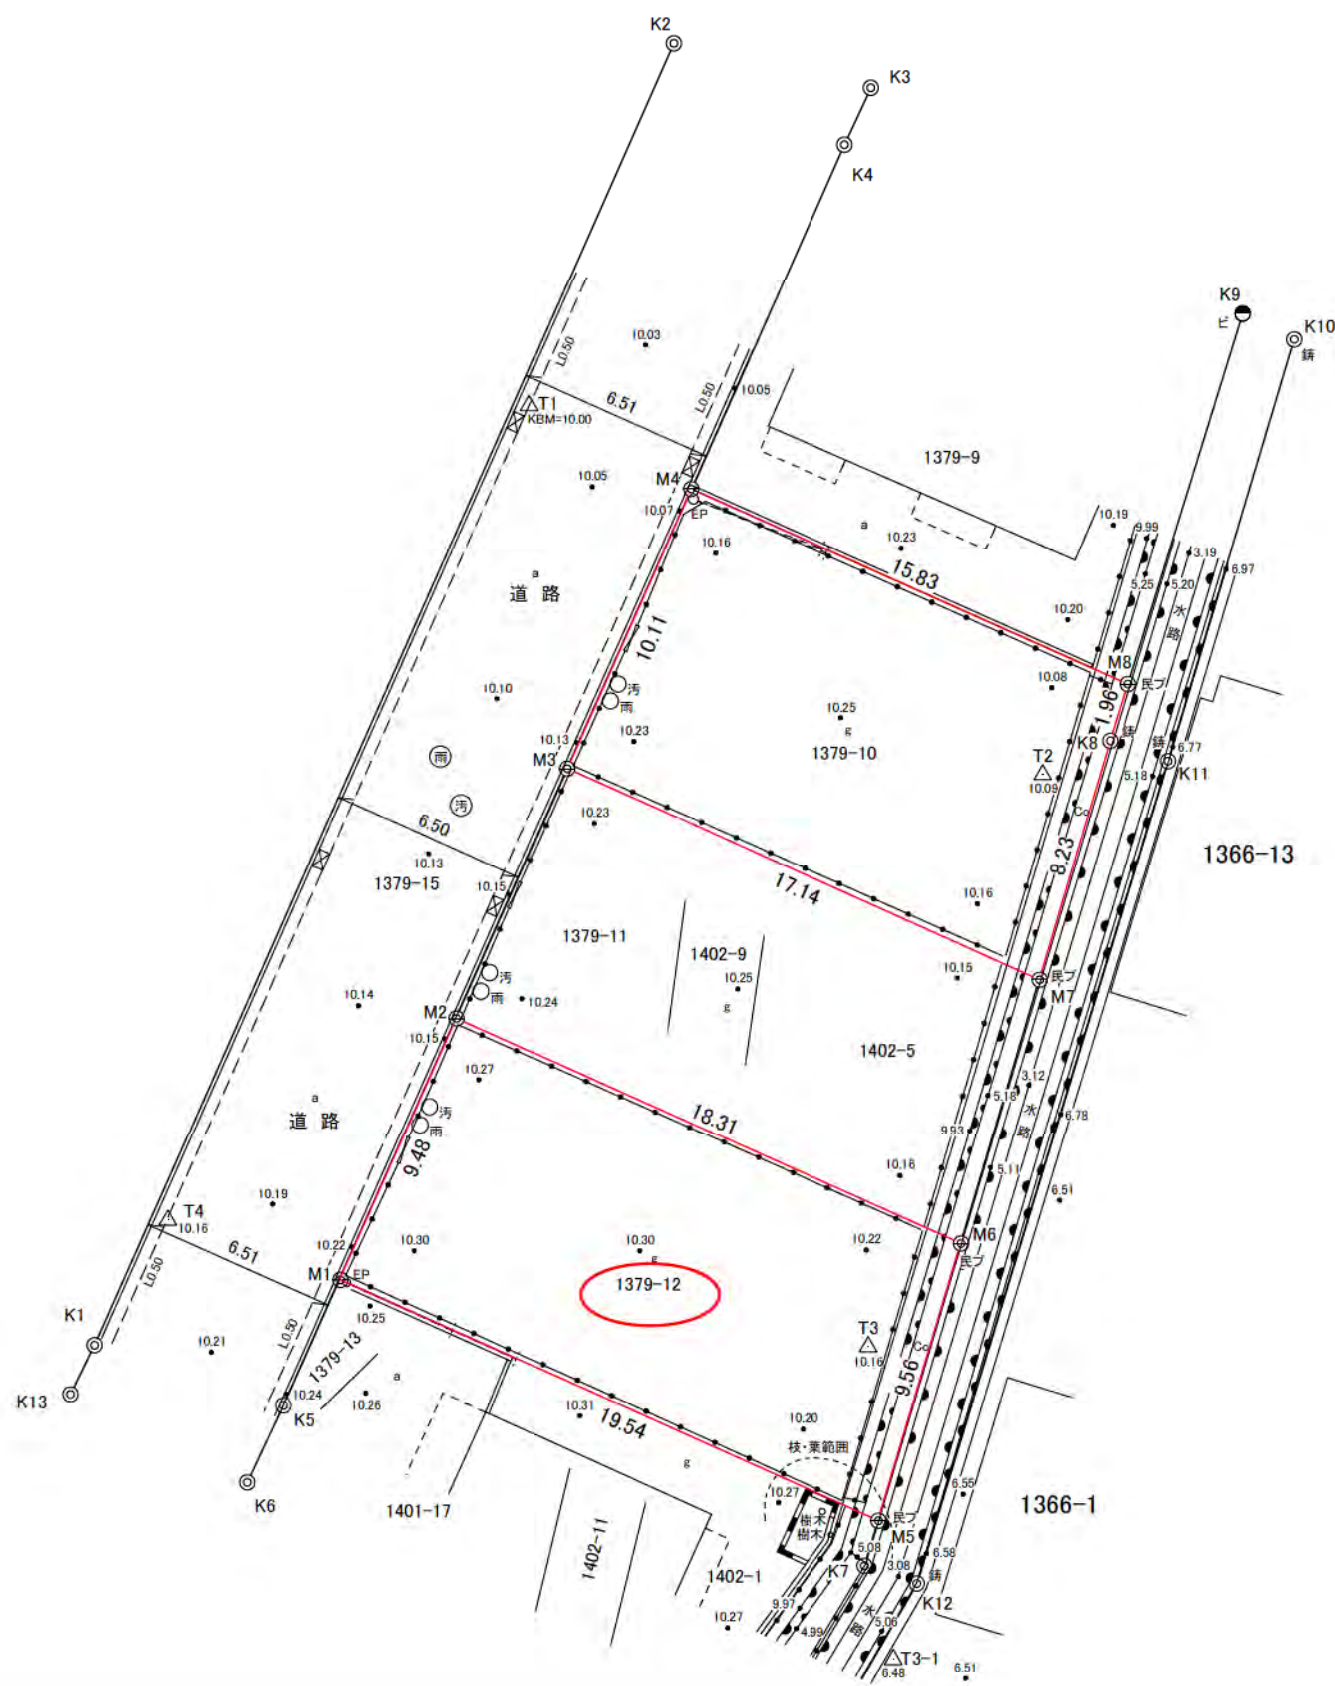 K2
K3
K4
K9
ビ
K10
鋳
10.03
L0.50
T1
KBM=10.00
6.51
L0.50
10.05
1379-9
10.05
M4
10.07
EP
10.16
a
10.23
10.19
9.99
3.19
5.25
5.20
6.97
a
道路
15.83
水路
10.20
10.11
M8
民ブ
10.08
1.96
10.10
汚
雨
10.25
g
鋳
K8
鋳
6.77
雨
10.13
10.23
1379-10
T2
10.09
5.18
K11
M3
汚
10.23
Co
6.50
8.23
1366-13
10.13
1379-15
10.15
17.14
10.16
1379-11
1402-9
汚
10.25
10.15
民ブ
M7
10.14
雨
10.24
g
M2
10.15
1402-5
10.27
3.12
a
道路
汚
雨
18.31
5.18
水路
6.78
9.93
9.48
10.18
5.11
10.19
6.51
T4
10.16
M6
民ブ
6.51
10.22
10.30
10.30
g
10.22
M1
EP
1379-12
L0.50
10.25
K1
T3
10.16
Co
10.21
L0.50
1379-13
a
9.56
K13
10.24
K5
10.26
10.31
19.54
10.20
枝・葉範囲
g
6.55
K6
10.27
1366-1
1401-17
樹木
樹木
民ブ
M5
1402-11
5.08
6.58
1402-1
K7
3.08
鋳
K12
9.97
10.27
4.99
水路
5.06
T3-1
6.48
6.51